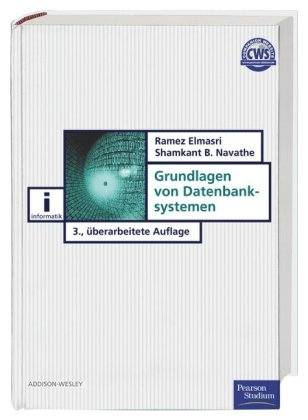 CWS
Ramez Elmasri
Shamkant B. Navathe
Grundlagen
von Datenbank-
systemen
i
informatik
3., überarbeitete Auflage
ADDISON-WESLEY
Pearson
Studium